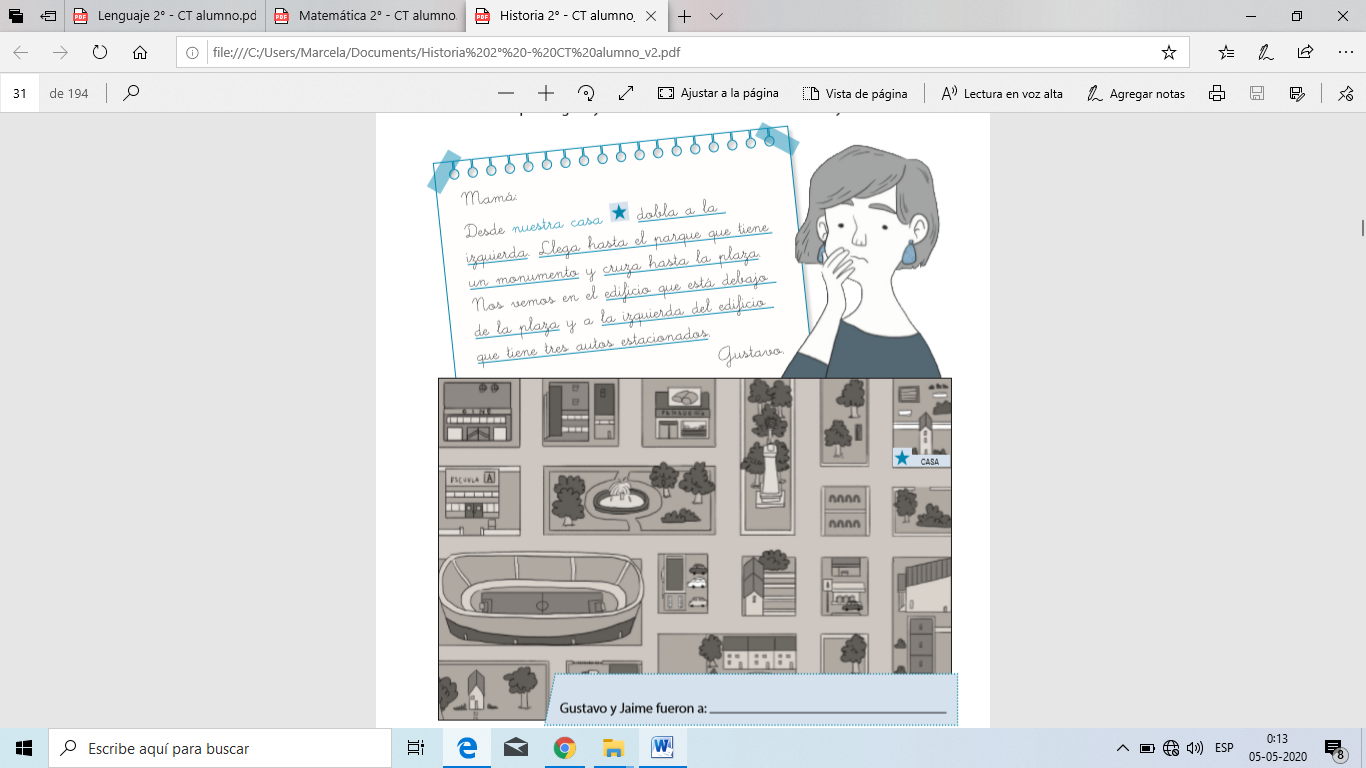 Lenguaje 2° - CT alumno.pd
Matemática 2° - CT alumno
Historia 2° - CT alumno_
file:///C:/Users/Marcela/Documents/Historia%202°%20-%20CT%20alumno_v2.pdf
31 de 194
Ajustar a la página
Vista de página
Lectura en voz alta
Agregar notas
Mamá:
Desde nuestra casa dobla a la
izquierda. Llega hasta el parque que tiene
un monumento y cruza hasta la plaza.
Nos vemos en el edificio que está debajo
de la plaza y a la izquierda del edificio
que tiene tres autos estacionados.
Gustavo.
CINE
PANADERÍA
CASA
ESCUELA A
Gustavo y Jaime fueron a:
Escribe aquí para buscar
ESP
0:13
05-05-2020
8